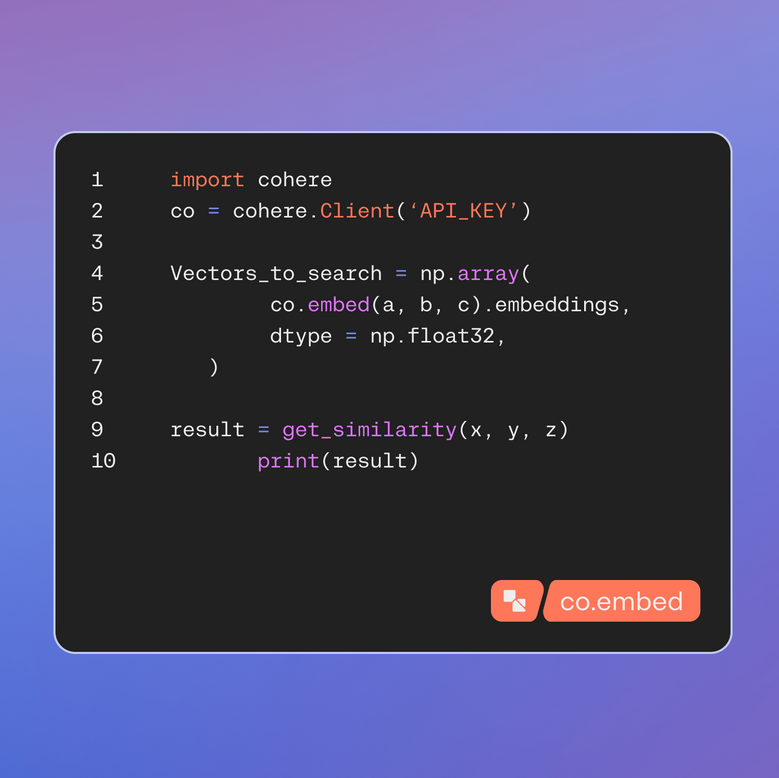 1 import cohere
2 co = cohere.Client(‘API_KEY’)
3
4 Vectors_to_search = np.array(
5 co.embed(a, b, c).embeddings,
6 dtype = np.float32,
7 )
8
9 result = get_similarity(x, y, z)
10 print(result)
co.embed